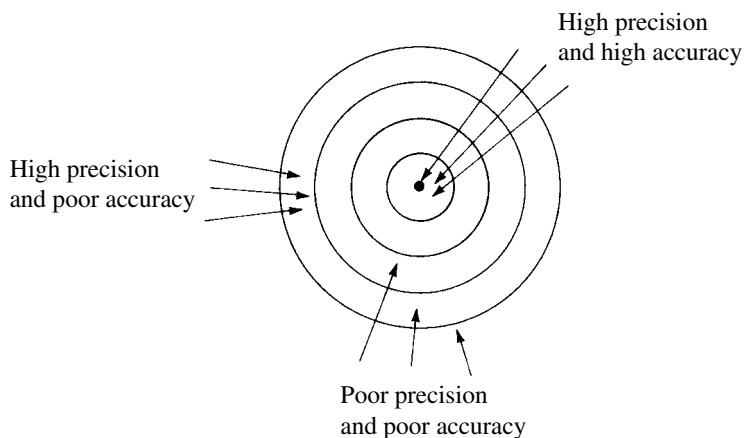 High precision
and high accuracy
High precision
and poor accuracy
Poor precision
and poor accuracy